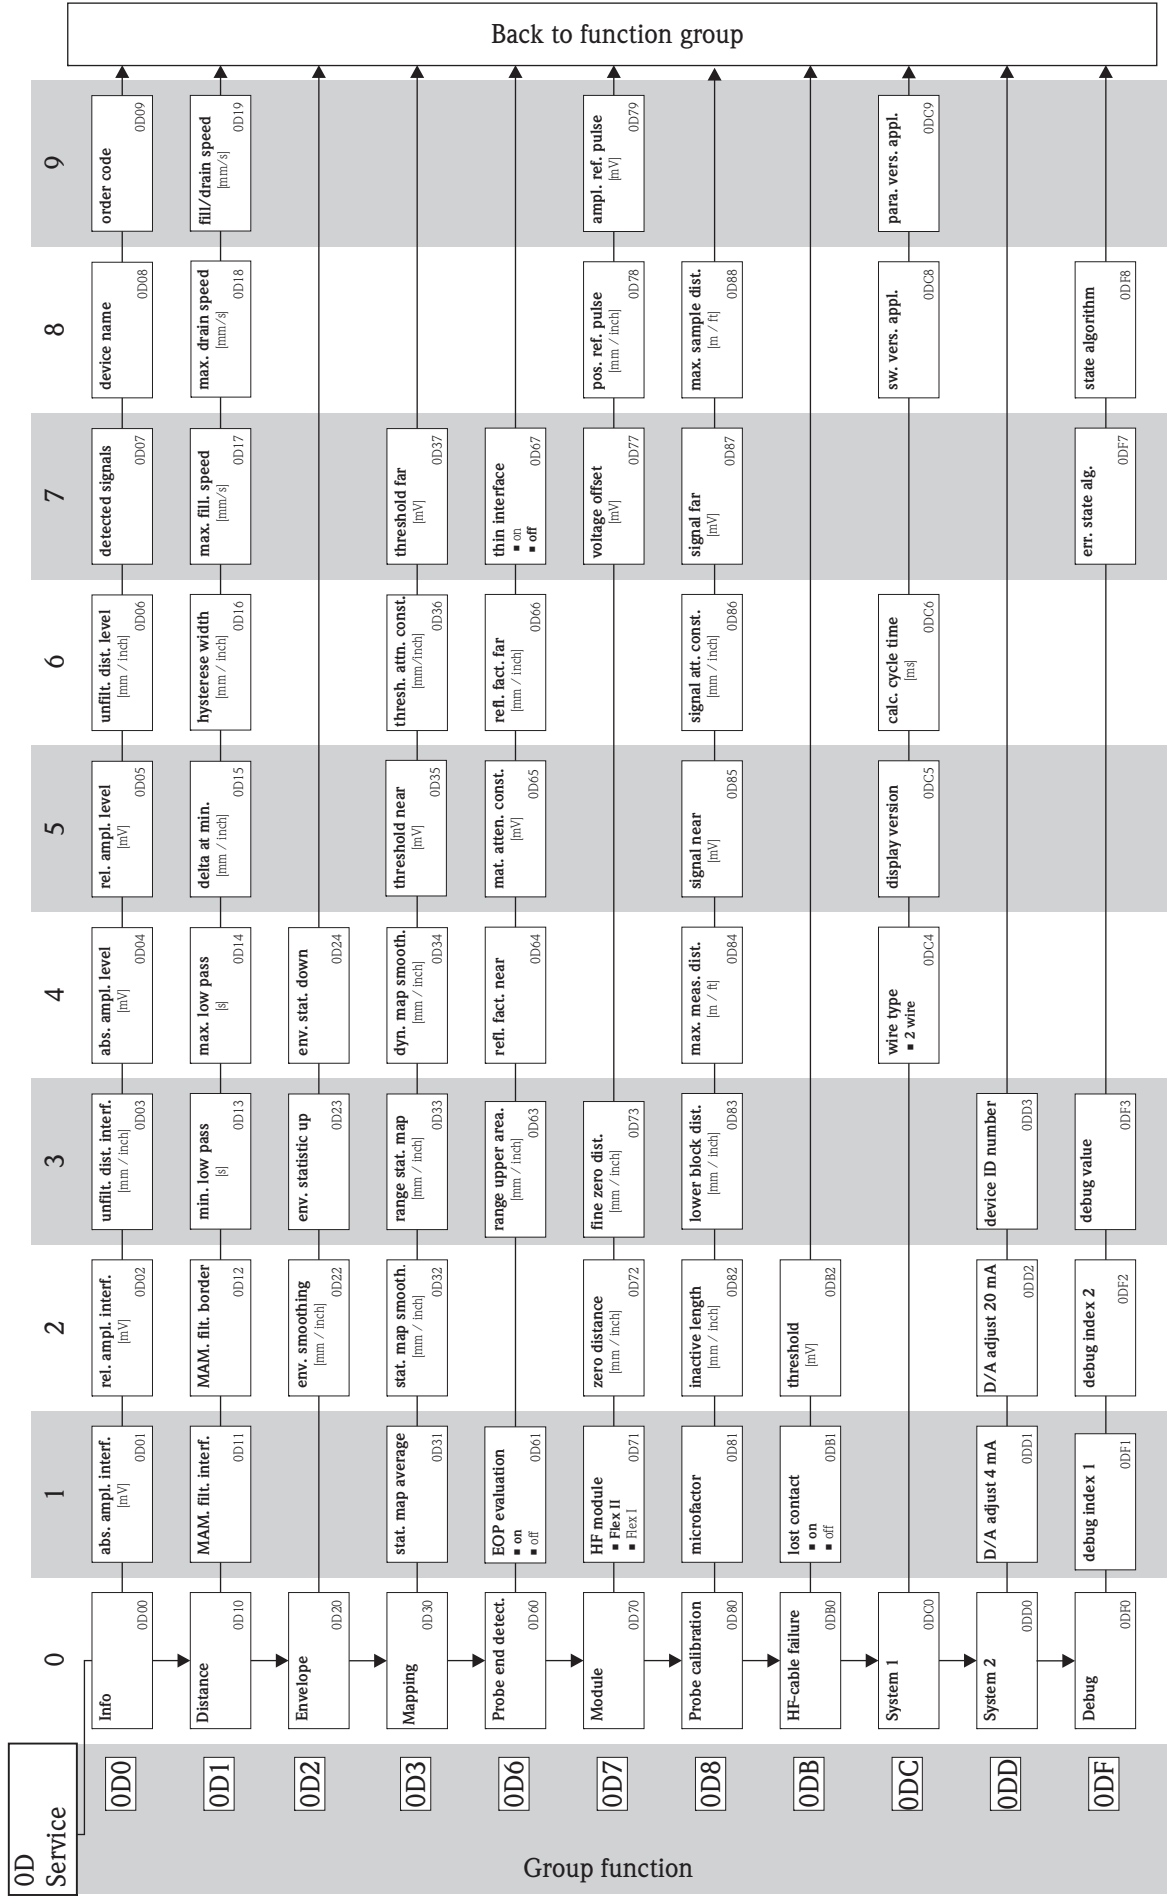 0D
Service
Group function
0
1
2
3
4
5
6
7
8
9
Back to function group
0D0
Info
0D00
abs. ampl. interf.
[mV]
0D01
rel. ampl. interf.
[mV]
0D02
unfilt. dist. interf.
[mm / inch]
0D03
abs. ampl. level
[mV]
0D04
rel. ampl. level
[mV]
0D05
unfilt. dist. level
[mm / inch]
0D06
detected signals
0D07
device name
0D08
order code
0D09
0D1
Distance
0D10
MAM. filt. interf.
0D11
MAM. filt. border
0D12
min. low pass
[s]
0D13
max. low pass
[s]
0D14
delta at min.
[mm / inch]
0D15
hysterese width
[mm / inch]
0D16
max. fill. speed
[mm/s]
0D17
max. drain speed
[mm/s]
0D18
fill/drain speed
[mm/s]
0D19
0D2
Envelope
0D20
env. smoothing
[mm / inch]
0D22
env. statistic up
0D23
env. stat. down
0D24
0D3
Mapping
0D30
stat. map average
0D31
stat. map smooth.
[mm / inch]
0D32
range stat. map
[mm / inch]
0D33
dyn. map smooth.
[mm / inch]
0D34
threshold near
[mV]
0D35
thresh. attn. const.
[mm/inch]
0D36
threshold far
[mV]
0D37
0D6
Probe end detect.
0D60
EOP evaluation
▪ on
▪ off
0D61
range upper area.
[mm / inch]
0D63
refl. fact. near
0D64
mat. atten. const.
[mV]
0D65
refl. fact. far
[mm / inch]
0D66
thin interface
▪ on
▪ off
0D67
0D7
Module
0D70
HF module
▪ Flex II
▪ Flex I
0D71
zero distance
[mm / inch]
0D72
fine zero dist.
[mm / inch]
0D73
voltage offset
[mV]
0D77
pos. ref. pulse
[mm / inch]
0D78
ampl. ref. pulse
[mV]
0D79
0D8
Probe calibration
0D80
microfactor
0D81
inactive length
[mm / inch]
0D82
lower block dist.
[mm / inch]
0D83
max. meas. dist.
[m / ft]
0D84
signal near
[mV]
0D85
signal att. const.
[mm / inch]
0D86
signal far
[mV]
0D87
max. sample dist.
[m / ft]
0D88
0DB
HF-cable failure
0DB0
lost contact
▪ on
▪ off
0DB1
threshold
[mV]
0DB2
0DC
System 1
0DC0
wire type
▪ 2 wire
0DC4
display version
0DC5
calc. cycle time
[ms]
0DC6
sw. vers. appl.
0DC8
para. vers. appl.
0DC9
0DD
System 2
0DD0
D/A adjust 4 mA
0DD1
D/A adjust 20 mA
0DD2
device ID number
0DD3
0DF
Debug
0DF0
debug index 1
0DF1
debug index 2
0DF2
debug value
0DF3
err. state alg.
0DF7
state algorithm
0DF8